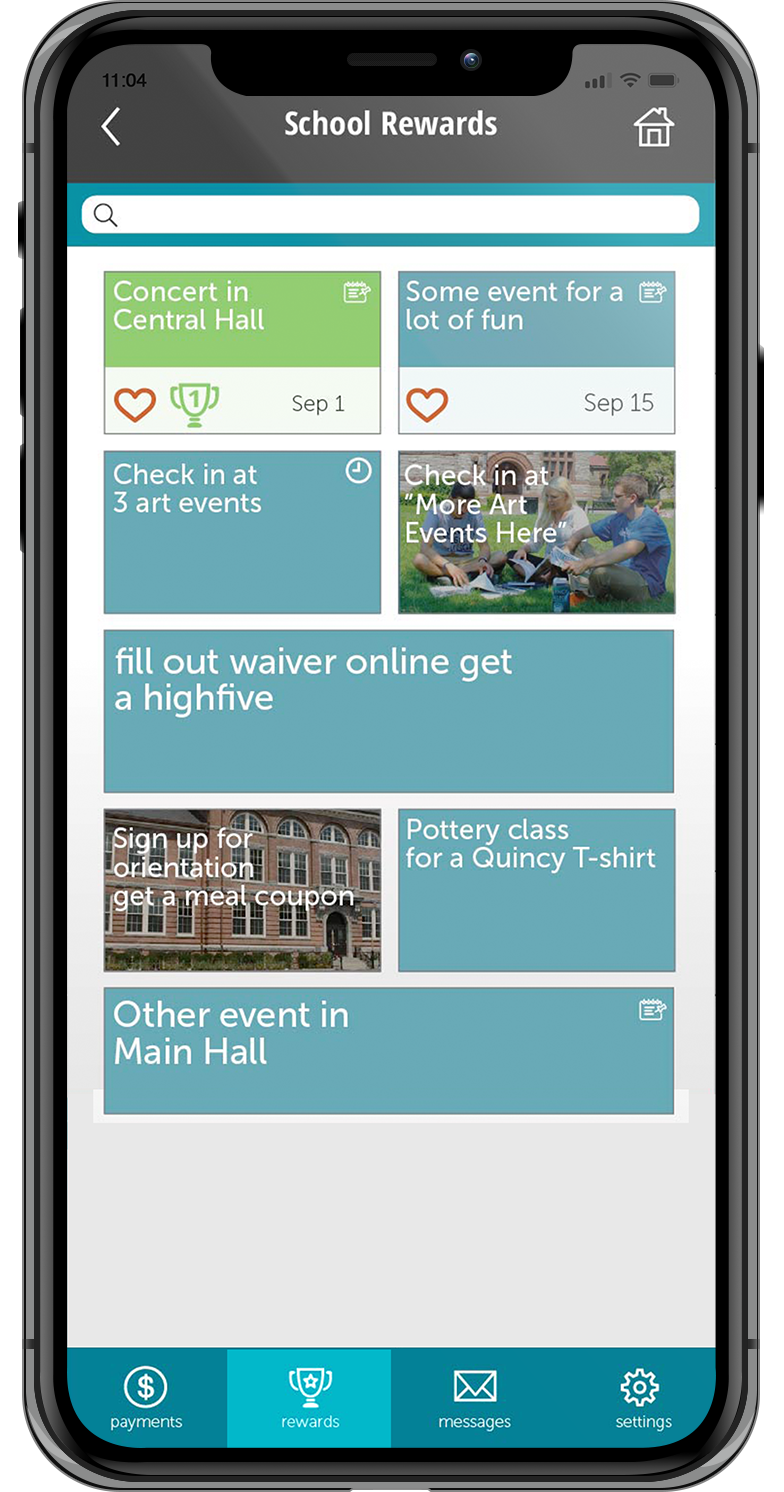 11:04
School Rewards
Concert in
Central Hall
1
Sep 1
Some event for a
lot of fun
Sep 15
Check in at
3 art events
Check in at
"More Art
Events Here"
fill out waiver online get
a highfive
Sign up for
orientation
get a meal coupon
Pottery class
for a Quincy T-shirt
Other event in
Main Hall
$
payments
rewards
messages
settings